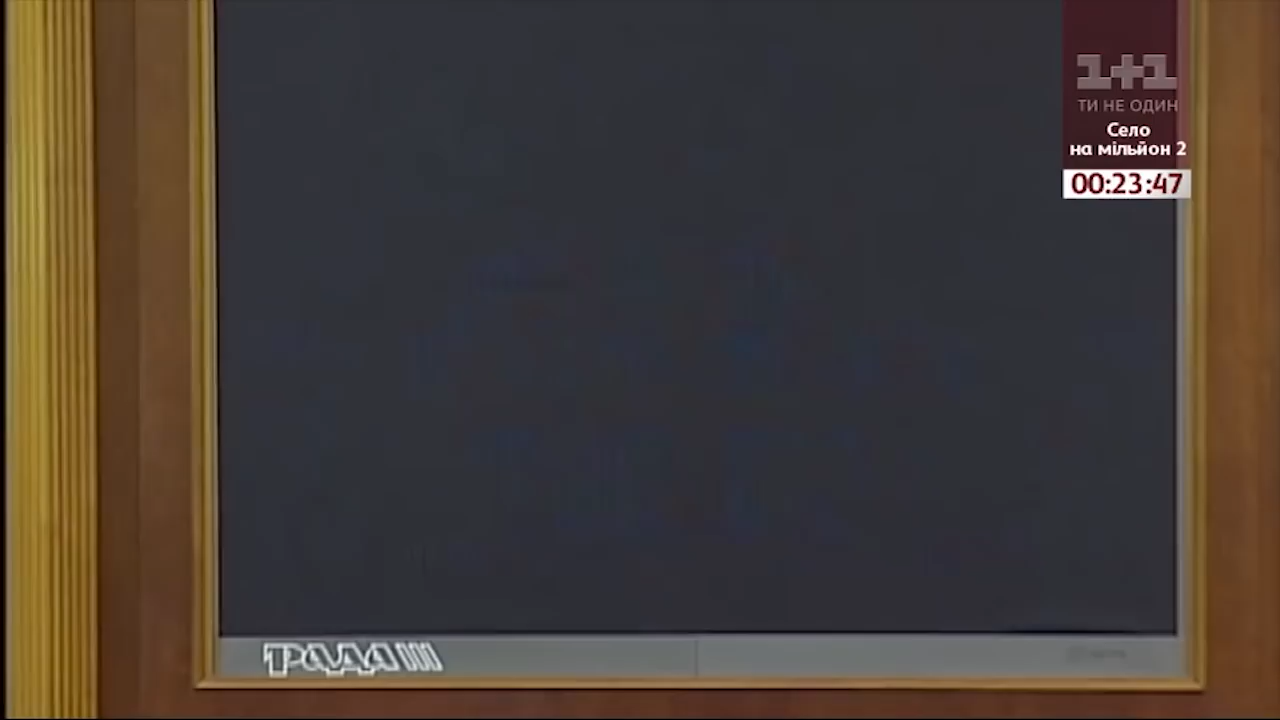 1+1
ТИ НЕ ОДИН
Село
на мільйон 2
00:23:47
РАДА